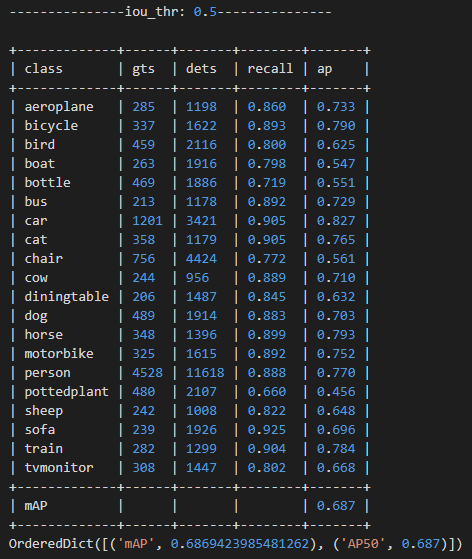 ---------------iou_thr: 0.5---------------
+-------------+------+-------+--------+-------+
| class       | gts  | dets  | recall | ap    |
+-------------+------+-------+--------+-------+
| aeroplane   | 285  | 1198  | 0.860  | 0.733 |
| bicycle     | 337  | 1622  | 0.893  | 0.790 |
| bird        | 459  | 2116  | 0.800  | 0.625 |
| boat        | 263  | 1916  | 0.798  | 0.547 |
| bottle      | 469  | 1886  | 0.719  | 0.551 |
| bus         | 213  | 1178  | 0.892  | 0.729 |
| car         | 1201 | 3421  | 0.905  | 0.827 |
| cat         | 358  | 1179  | 0.905  | 0.765 |
| chair       | 756  | 4424  | 0.772  | 0.561 |
| cow         | 244  | 956   | 0.889  | 0.710 |
| diningtable | 206  | 1487  | 0.845  | 0.632 |
| dog         | 489  | 1914  | 0.883  | 0.703 |
| horse       | 348  | 1396  | 0.899  | 0.793 |
| motorbike   | 325  | 1615  | 0.892  | 0.752 |
| person      | 4528 | 11618 | 0.888  | 0.770 |
| pottedplant | 480  | 2107  | 0.660  | 0.456 |
| sheep       | 242  | 1008  | 0.822  | 0.648 |
| sofa        | 239  | 1926  | 0.925  | 0.696 |
| train       | 282  | 1299  | 0.904  | 0.784 |
| tvmonitor   | 308  | 1447  | 0.802  | 0.668 |
+-------------+------+-------+--------+-------+
| mAP         |      |       |        | 0.687 |
+-------------+------+-------+--------+-------+
OrderedDict([('mAP', 0.6869423985481262), ('AP50', 0.687)])